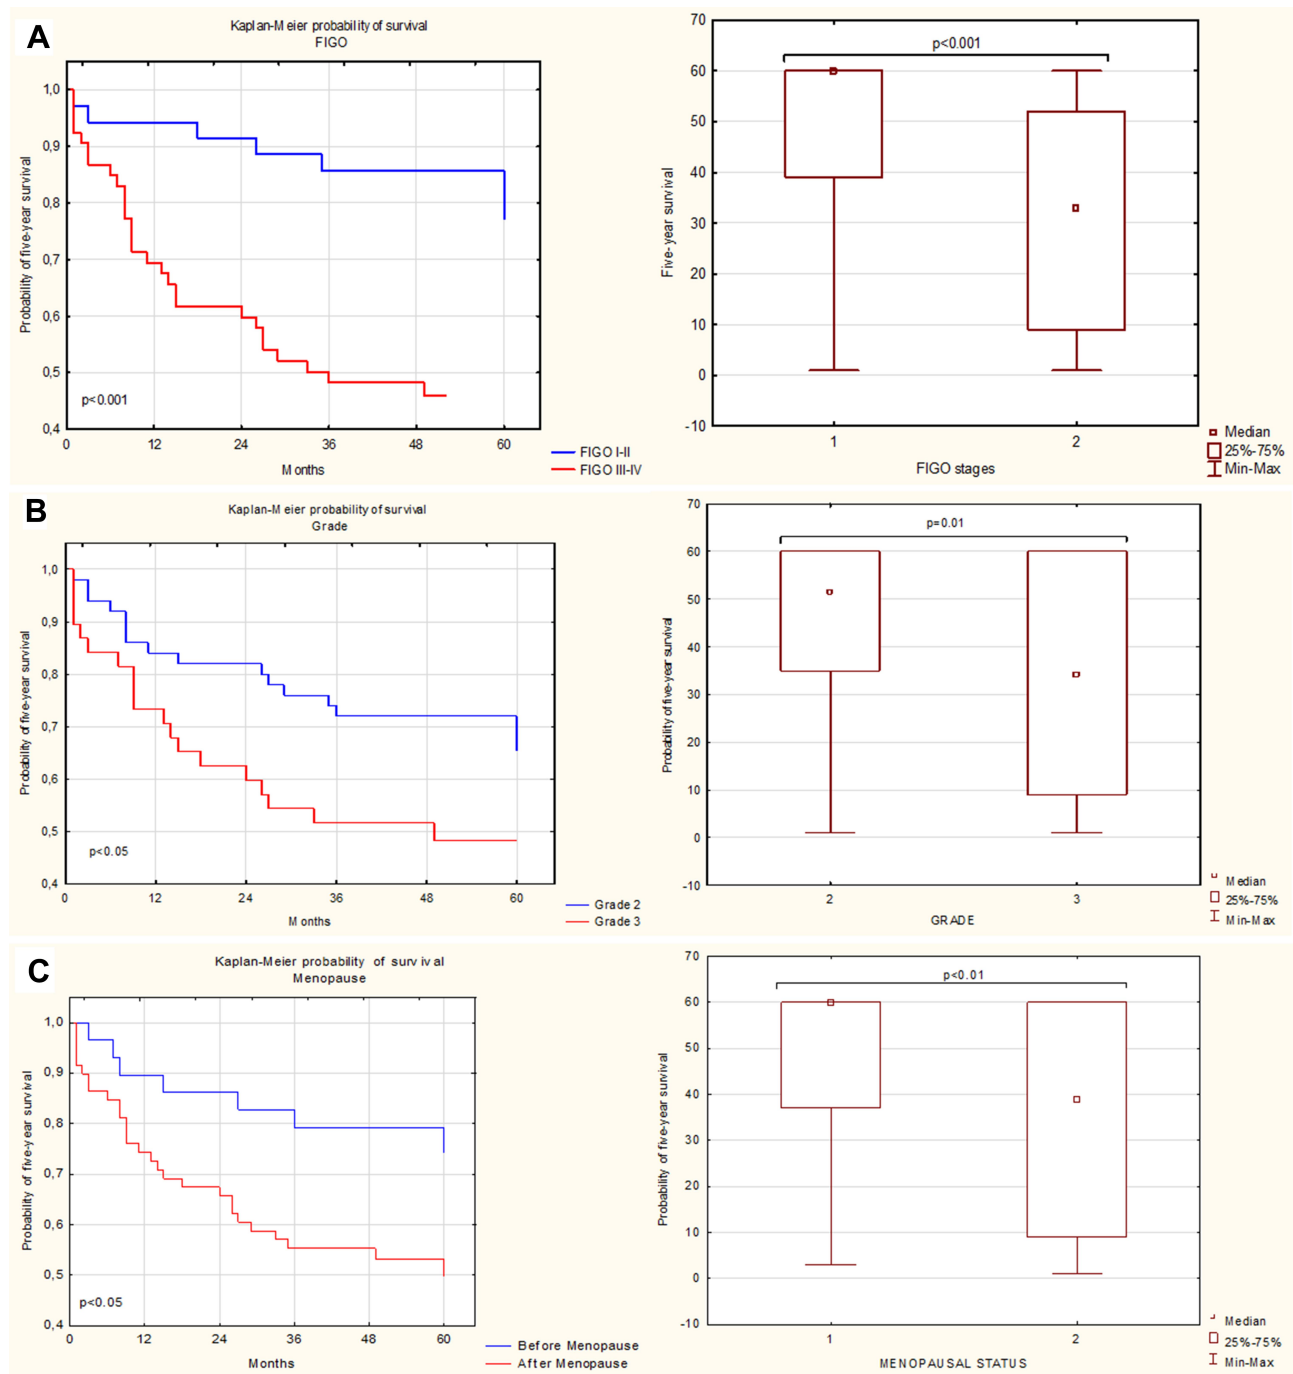 A
Kaplan-Meier probability of survival
FIGO
Probability of five-year survival
1,0
0,9
0,8
0,7
0,6
0,5
0,4
p<0.001
0 12 24 36 48 60
Months
FIGO I-II
FIGO III-IV
70
60
50
40
30
20
10
0
-10
Five-year survival
p<0.001
1 2
FIGO stages
Median
25%-75%
Min-Max
B
Kaplan-Meier probability of survival
Grade
Probability of five-year survival
1,0
0,9
0,8
0,7
0,6
0,5
0,4
p<0.05
0 12 24 36 48 60
Months
Grade 2
Grade 3
70
60
50
40
30
20
10
0
-10
Probability of five-year survival
p=0.01
2 3
GRADE
Median
25%-75%
Min-Max
C
Kaplan-Meier probability of survival
Menopause
Probability of five-year survival
1,0
0,9
0,8
0,7
0,6
0,5
0,4
p<0.05
0 12 24 36 48 60
Months
Before Menopause
After Menopause
70
60
50
40
30
20
10
0
-10
Probability of five-year survival
p<0.01
1 2
MENOPAUSAL STATUS
Median
25%-75%
Min-Max